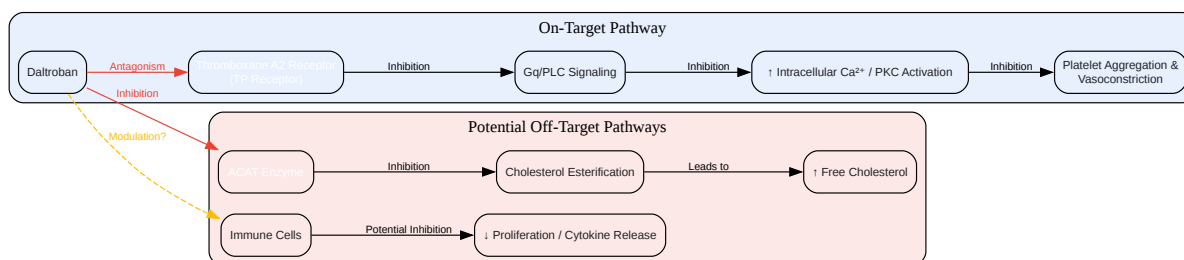 On-Target Pathway
Daltroban
Antagonism
Thromboxane A2 Receptor
(TP Receptor)
Inhibition
Gq/PLC Signaling
Inhibition
↑ Intracellular Ca²⁺ / PKC Activation
Inhibition
Platelet Aggregation &
Vasoconstriction
Inhibition
Modulation?
Potential Off-Target Pathways
ACAT Enzyme
Inhibition
Cholesterol Esterification
Leads to
↑ Free Cholesterol
Immune Cells
Potential Inhibition
↓ Proliferation / Cytokine Release